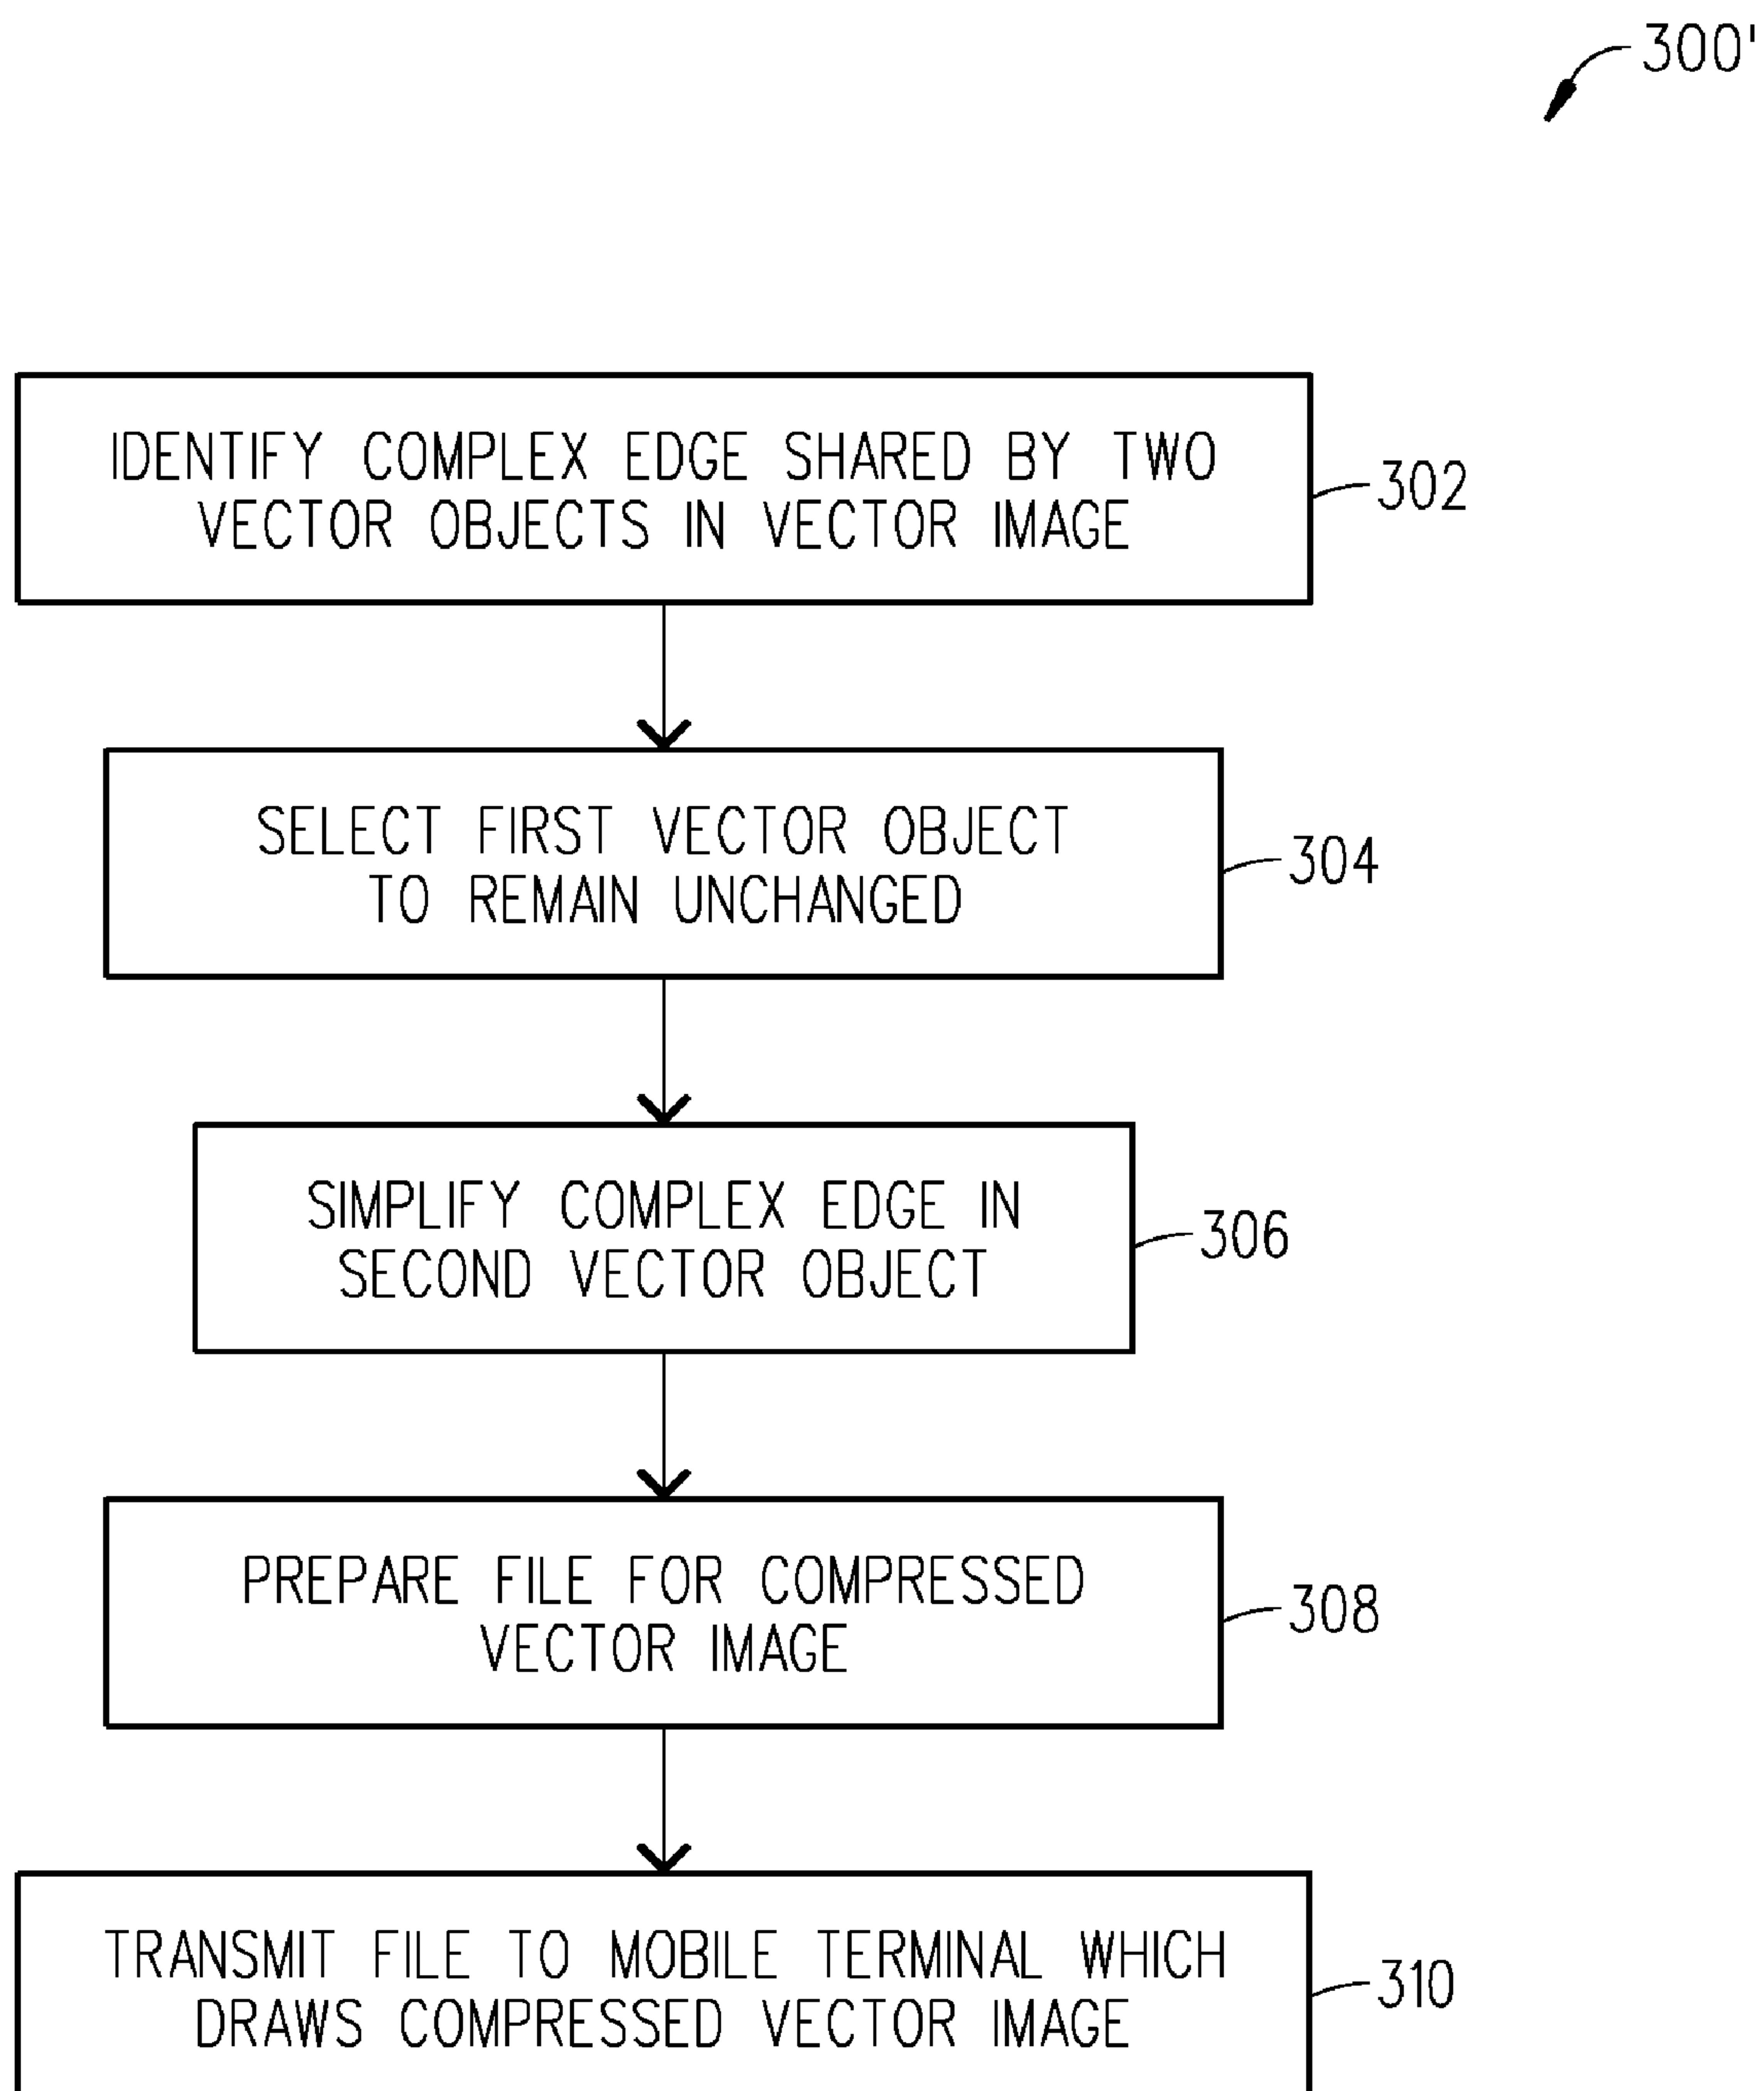 300'
IDENTIFY COMPLEX EDGE SHARED BY TWO
VECTOR OBJECTS IN VECTOR IMAGE
302
SELECT FIRST VECTOR OBJECT
TO REMAIN UNCHANGED
304
SIMPLIFY COMPLEX EDGE IN
SECOND VECTOR OBJECT
306
PREPARE FILE FOR COMPRESSED
VECTOR IMAGE
308
TRANSMIT FILE TO MOBILE TERMINAL WHICH
DRAWS COMPRESSED VECTOR IMAGE
310